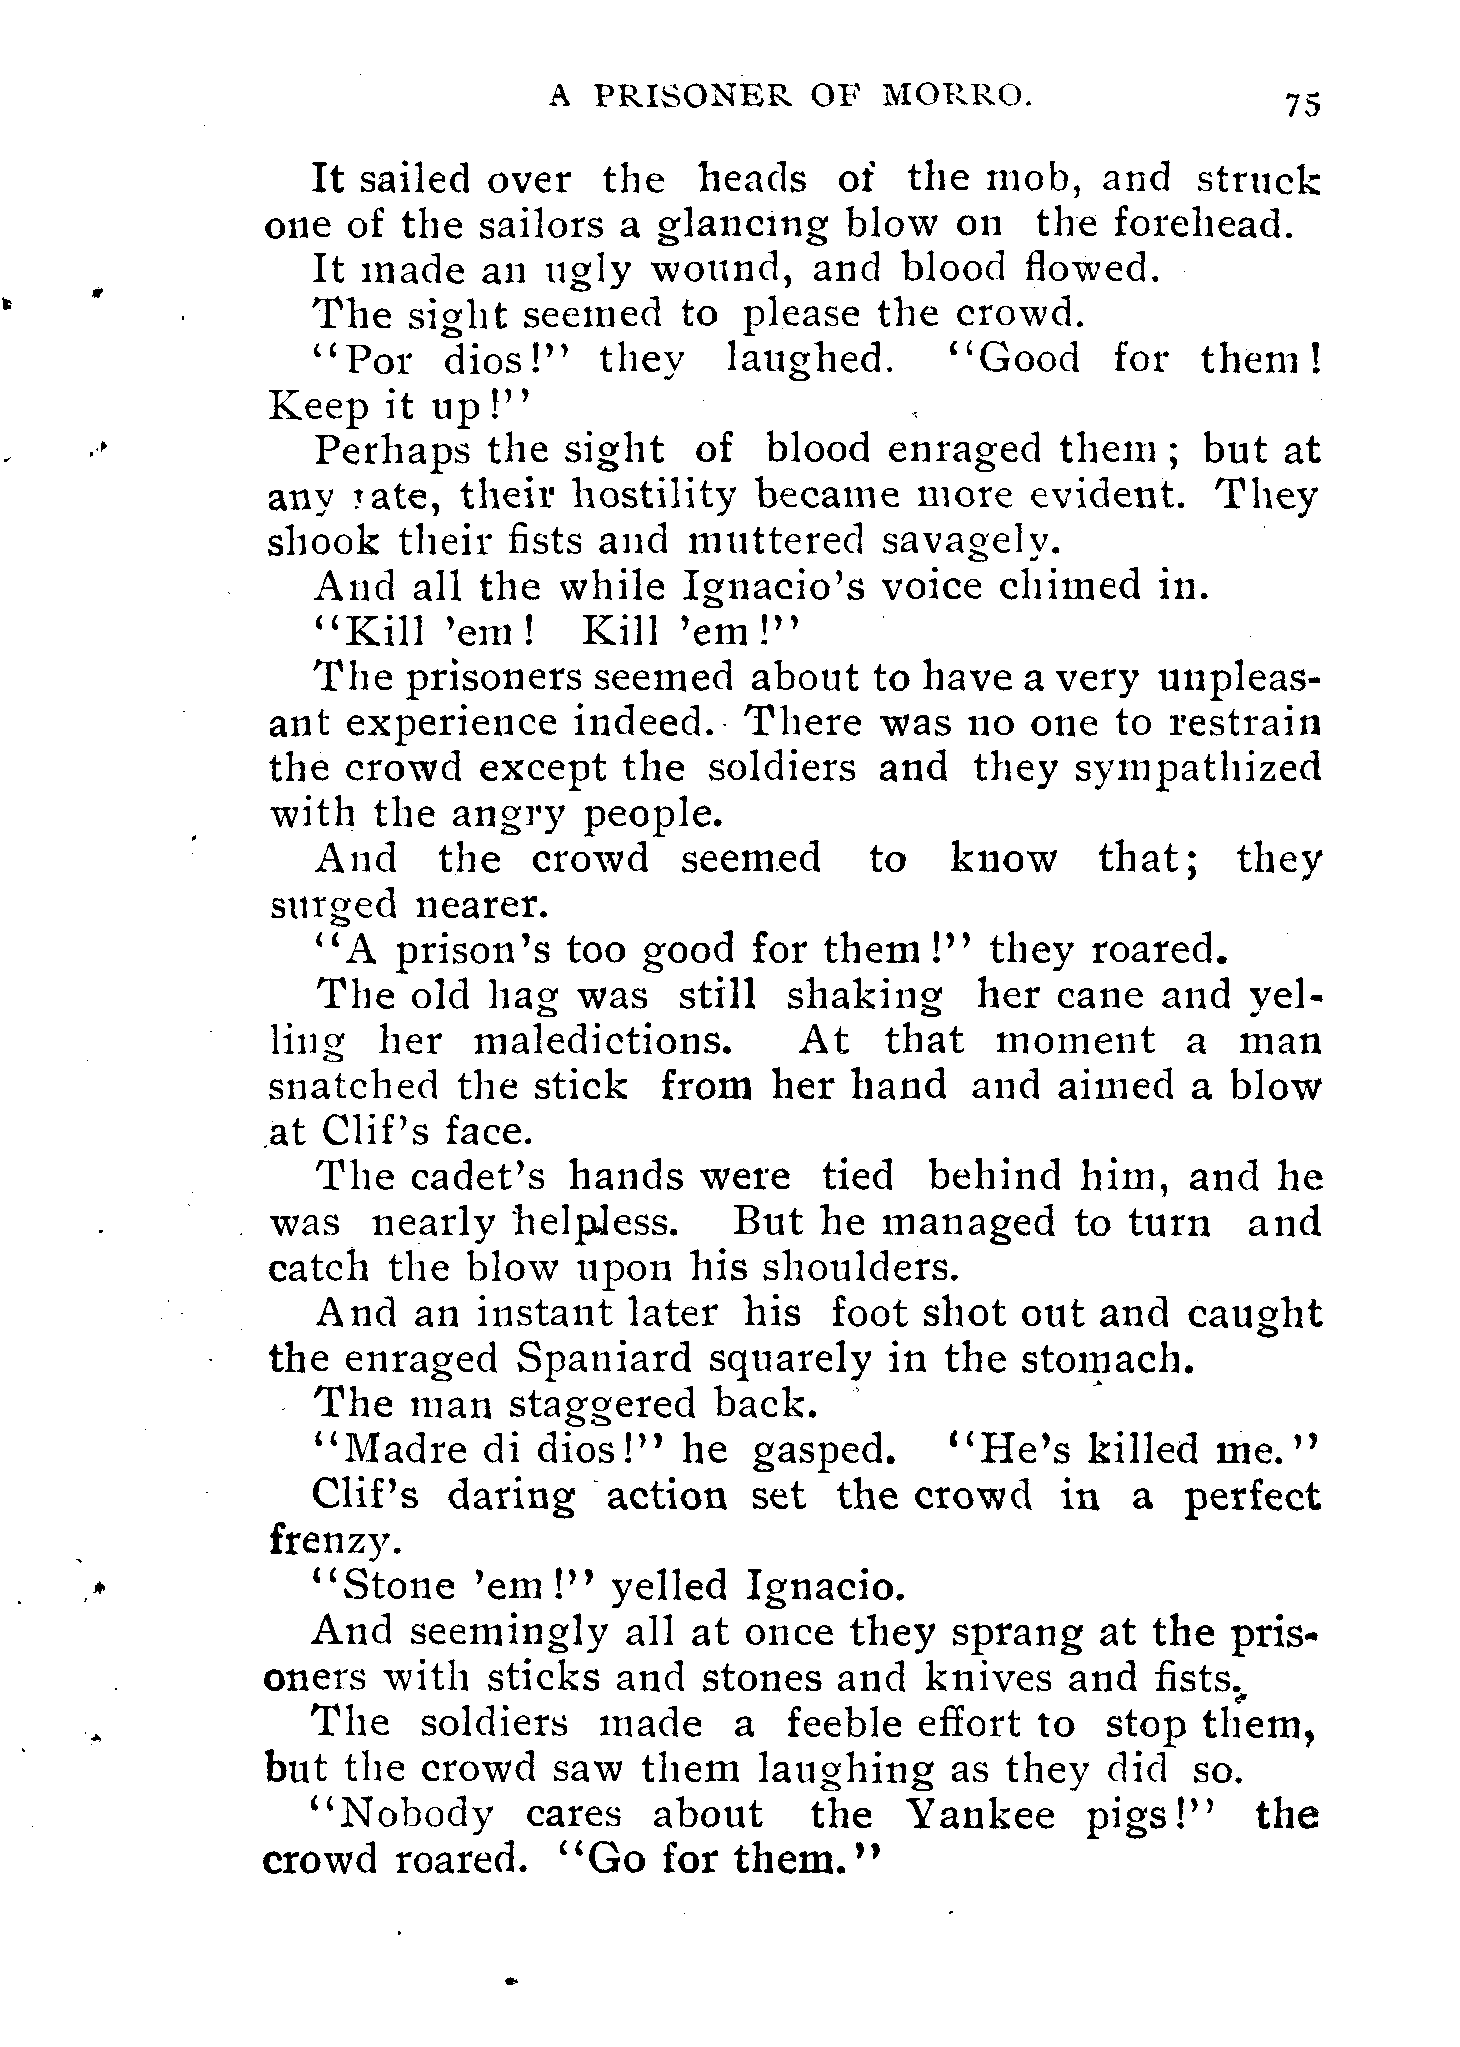 A PRISONER OF MORRO. 75
It sailed over the heads of the mob, and struck
one of the sailors a glancing blow on the forehead.
It made an ugly wound, and blood flowed.
The sight seemed to please the crowd.
"Por dios!" they laughed. "Good for them!
Keep it up!"
Perhaps the sight of blood enraged them; but at
any rate, their hostility became more evident. They
shook their fists and muttered savagely.
And all the while Ignacio's voice chimed in.
"Kill 'em! Kill 'em!"
The prisoners seemed about to have a very unpleas-
ant experience indeed. There was no one to restrain
the crowd except the soldiers and they sympathized
with the angry people.
And the crowd seemed to know that; they
surged nearer.
"A prison's too good for them!" they roared.
The old hag was still shaking her cane and yel-
ling her maledictions. At that moment a man
snatched the stick from her hand and aimed a blow
at Clif's face.
The cadet's hands were tied behind him, and he
was nearly helpless. But he managed to turn and
catch the blow upon his shoulders.
And an instant later his foot shot out and caught
the enraged Spaniard squarely in the stomach.
The man staggered back.
"Madre di dios!" he gasped. "He's killed me."
Clif's daring action set the crowd in a perfect
frenzy.
"Stone 'em!" yelled Ignacio.
And seemingly all at once they sprang at the pris-
oners with sticks and stones and knives and fists.
The soldiers made a feeble effort to stop them,
but the crowd saw them laughing as they did so.
"Nobody cares about the Yankee pigs!" the
crowd roared. "Go for them."